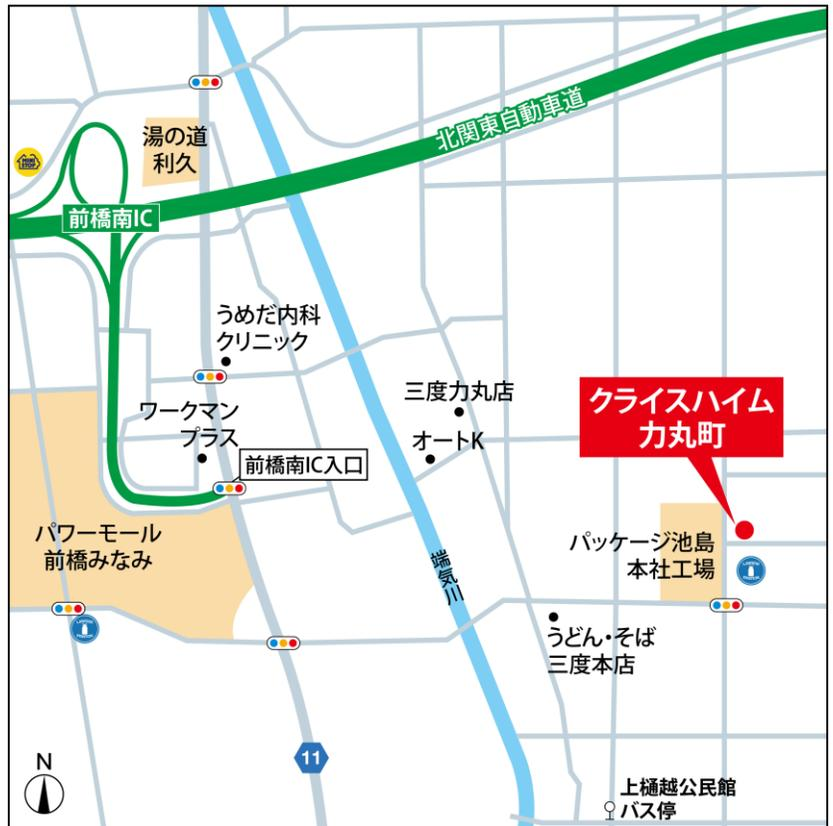 北関東自動車道
湯の道
利久
MINI
STOP
前橋南IC
うめだ内科
クリニック
三度力丸店
クライスハイム
力丸町
ワークマン
プラス
オートK
前橋南IC入口
パワーモール
前橋みなみ
パッケージ池島
本社工場
端気川
うどん・そば
三度本店
N
11
上樋越公民館
バス停